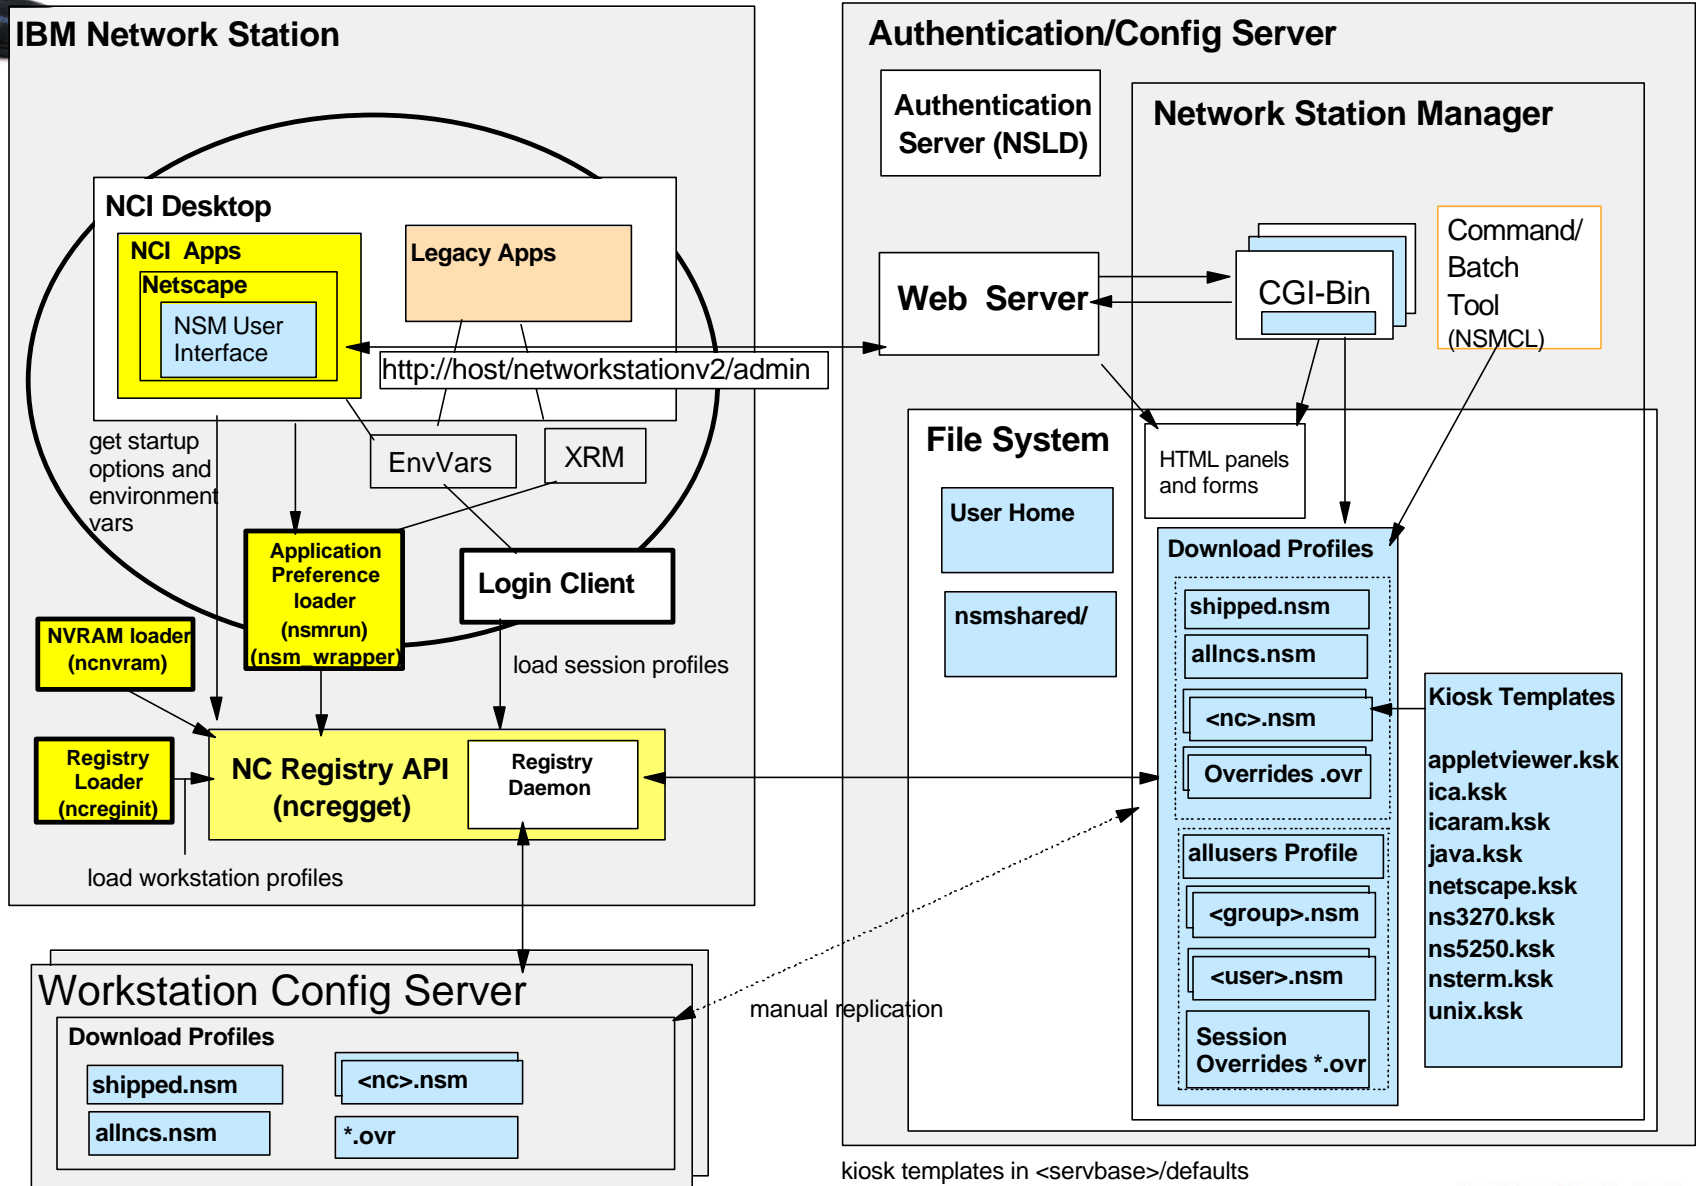 IBM Network Station
NCI Desktop
NCI Apps
Netscape
NSM User
Interface
Legacy Apps
http://host/networkstationv2/admin
get startup
options and
environment
vars
EnvVars
XRM
Application
Preference
loader
(nsmrun)
(nsm_wrapper)
Login Client
NVRAM loader
(ncnvram)
load session profiles
Registry
Loader
(ncreginit)
NC Registry API
(ncregget)
Registry
Daemon
load workstation profiles
Workstation Config Server
Download Profiles
shipped.nsm
<nc>.nsm
allncs.nsm
*.ovr
manual replication
Authentication/Config Server
Authentication
Server (NSLD)
Network Station Manager
Web Server
CGI-Bin
Command/
Batch
Tool
(NSMCL)
File System
HTML panels
and forms
User Home
nsmshared/
Download Profiles
shipped.nsm
allncs.nsm
<nc>.nsm
Overrides .ovr
allusers Profile
<group>.nsm
<user>.nsm
Session
Overrides *.ovr
Kiosk Templates
appletviewer.ksk
ica.ksk
icaram.ksk
java.ksk
netscape.ksk
ns3270.ksk
ns5250.ksk
nsterm.ksk
unix.ksk
kiosk templates in <servbase>/defaults